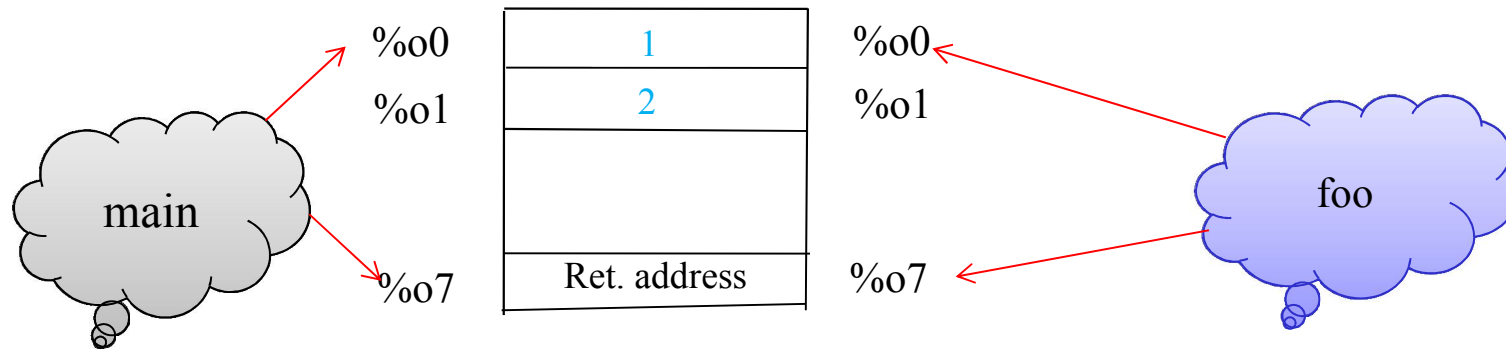 %o0 1 %o0
%o1 2 %o1
main foo
%o7 Ret. address %o7